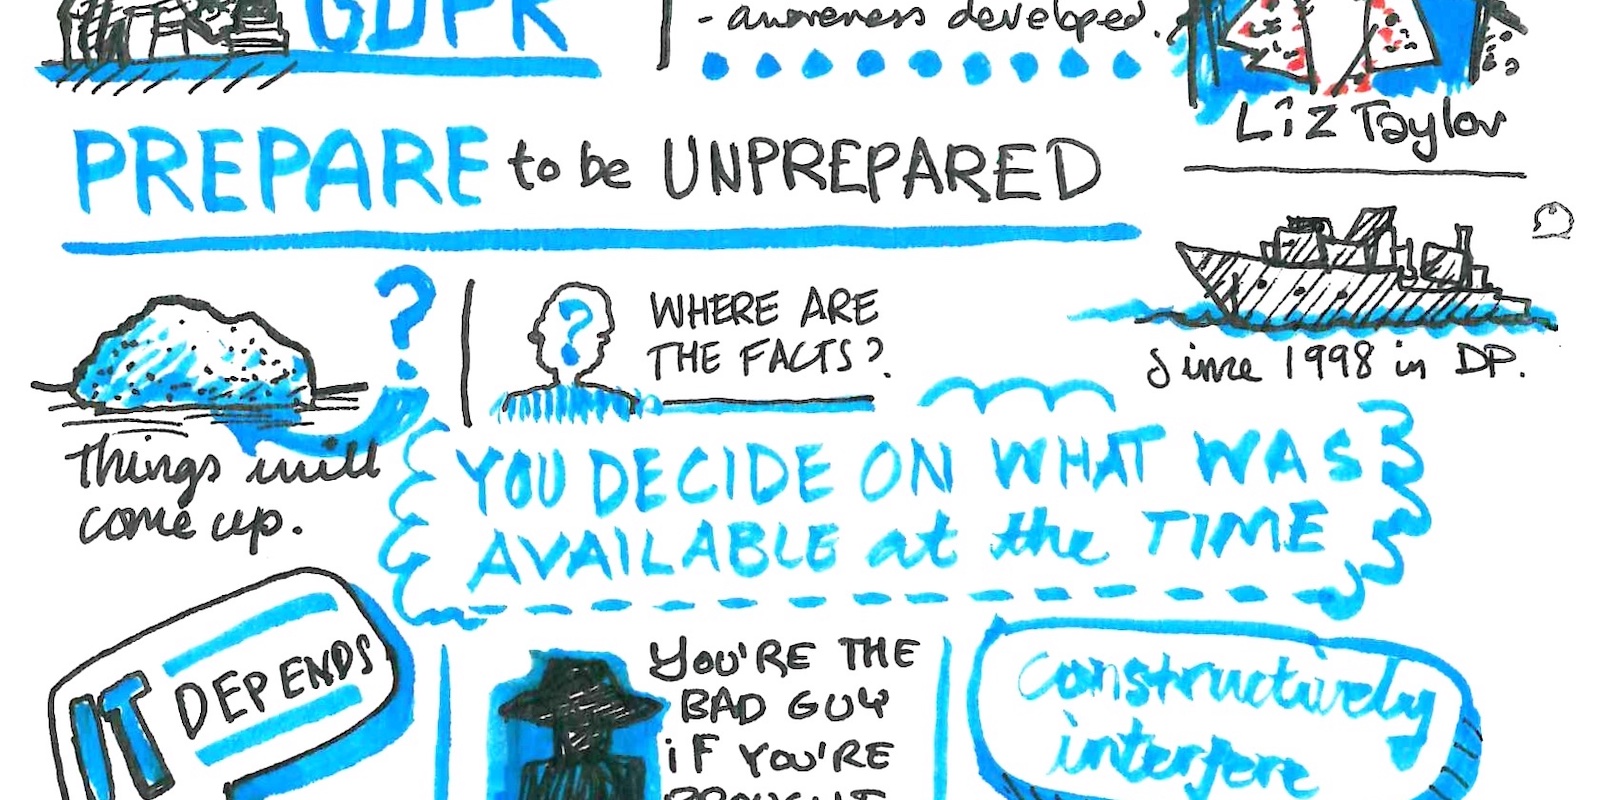 GDPR
- awareness developed.
Liz Taylor
PREPARE to be UNPREPARED
since 1998 in DP.
?
?
WHERE ARE
THE FACTS?
things will
come up.
YOU DECIDE ON WHAT WAS
AVAILABLE at the TIME
IT DEPENDS
YOU'RE THE
BAD GUY
iF YOU'RE
BROUGHT
constructively
interfere